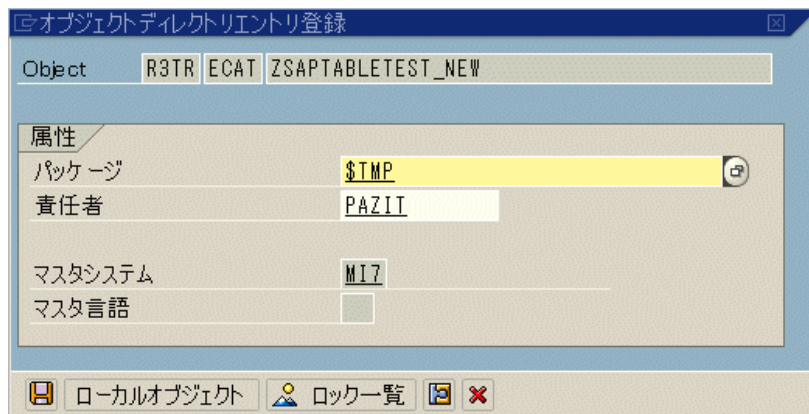 オブジェクトディレクトリエントリ登録
Object R3TR ECAT ZSAPTABLETEST_NEW
属性
パッケージ $TMP
責任者 PAZIT
マスタシステム MI7
マスタ言語
ローカルオブジェクト ロック一覧